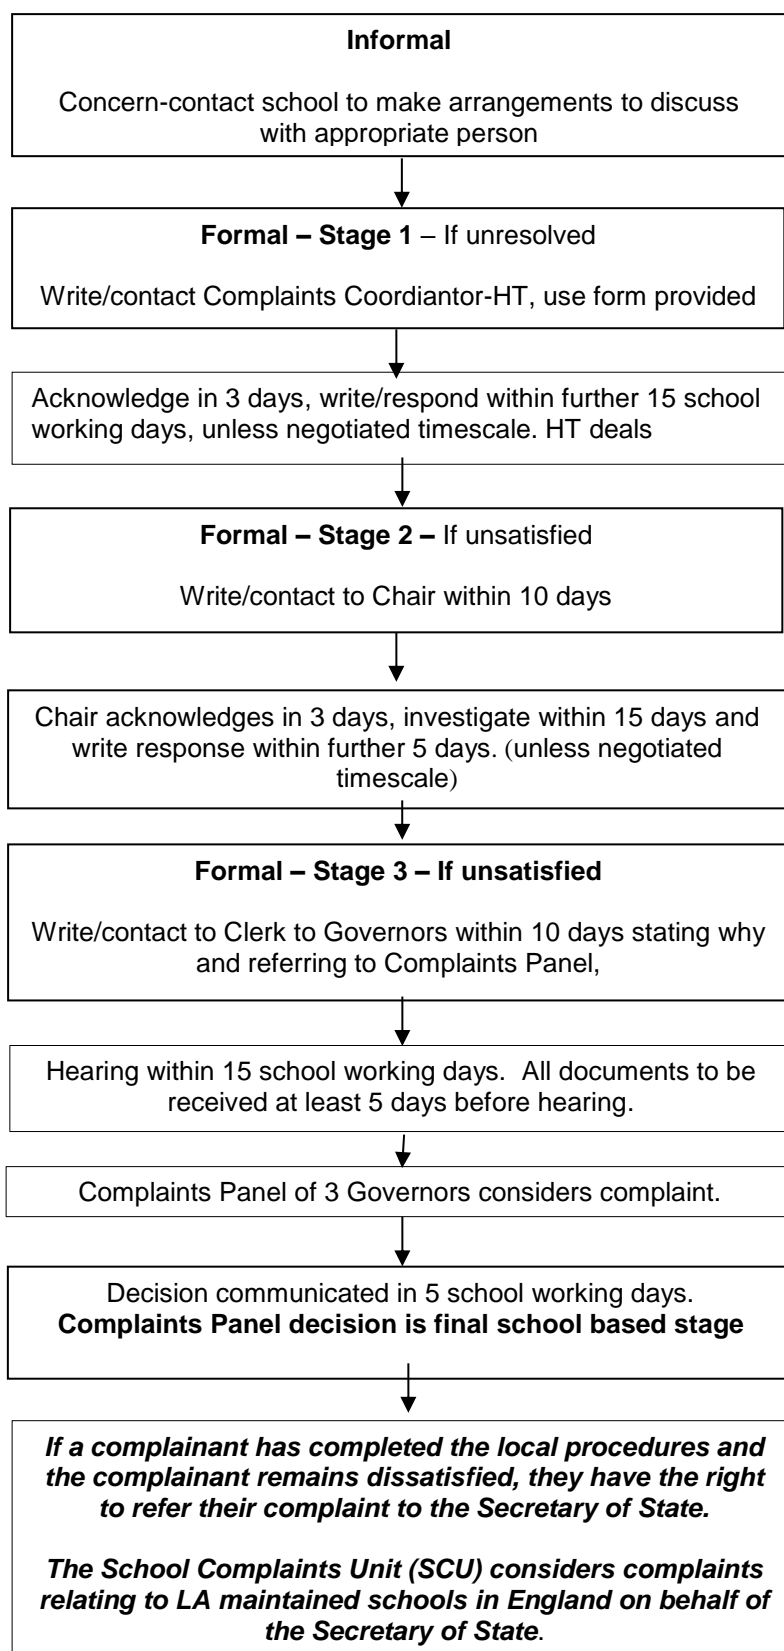 Informal
Concern-contact school to make arrangements to discuss
with appropriate person
Formal – Stage 1 – If unresolved
Write/contact Complaints Coordiantor-HT, use form provided
Acknowledge in 3 days, write/respond within further 15 school
working days, unless negotiated timescale. HT deals
Formal – Stage 2 – If unsatisfied
Write/contact to Chair within 10 days
Chair acknowledges in 3 days, investigate within 15 days and
write response within further 5 days. (unless negotiated
timescale)
Formal – Stage 3 – If unsatisfied
Write/contact to Clerk to Governors within 10 days stating why
and referring to Complaints Panel,
Hearing within 15 school working days.  All documents to be
received at least 5 days before hearing.
Complaints Panel of 3 Governors considers complaint.
Decision communicated in 5 school working days.
Complaints Panel decision is final school based stage
If a complainant has completed the local procedures and
the complainant remains dissatisfied, they have the right
to refer their complaint to the Secretary of State.
The School Complaints Unit (SCU) considers complaints
relating to LA maintained schools in England on behalf of
the Secretary of State.